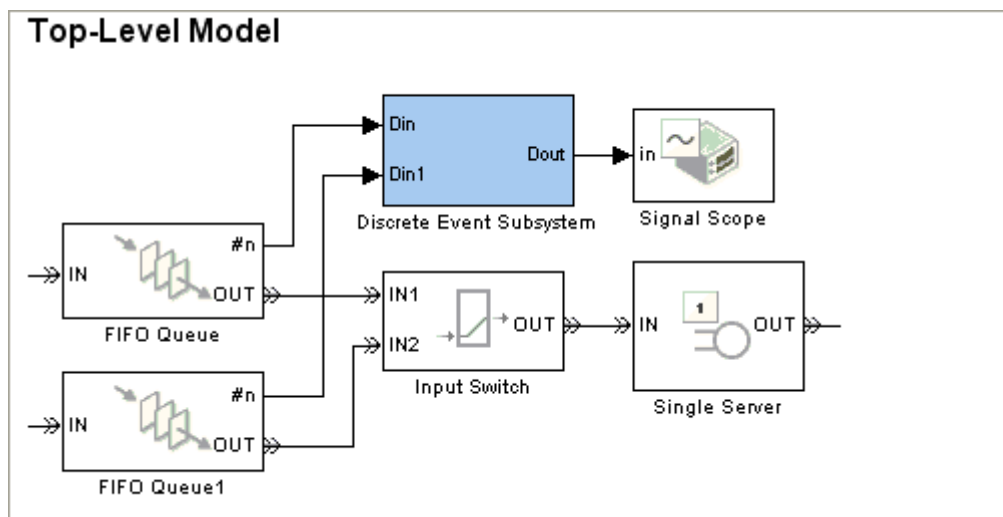 Top-Level Model
Din
Din1
Dout
Discrete Event Subsystem
in
Signal Scope
IN
#n
OUT
FIFO Queue
IN1
IN2
OUT
Input Switch
IN
1
OUT
Single Server
IN
#n
OUT
FIFO Queue1